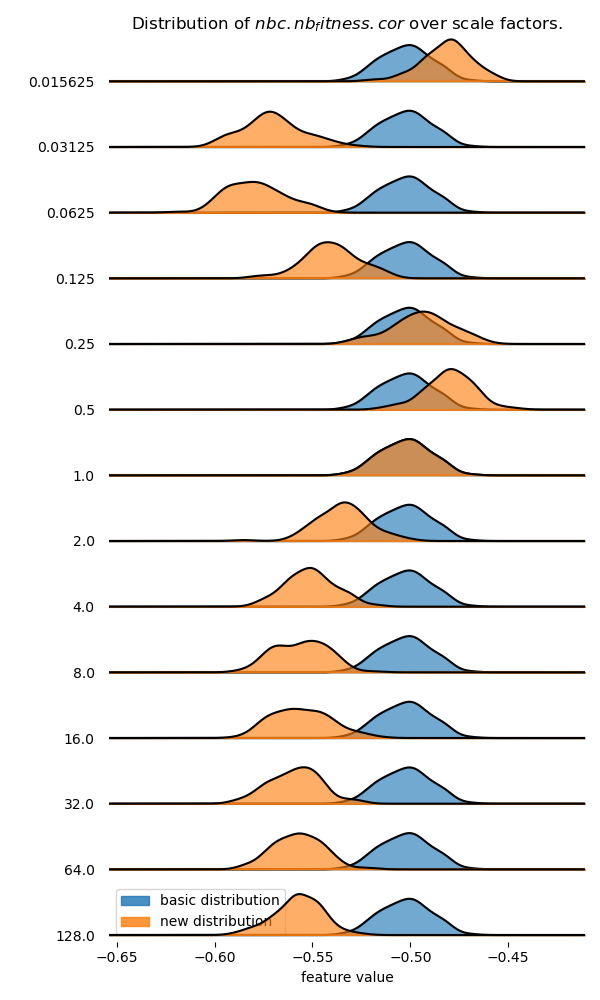 Distribution of nbc.nb_fitness.cor over scale factors.
0.015625
0.03125
0.0625
0.125
0.25
0.5
1.0
2.0
4.0
8.0
16.0
32.0
64.0
basic distribution
new distribution
128.0
−0.65 −0.60 −0.55 −0.50 −0.45
feature value